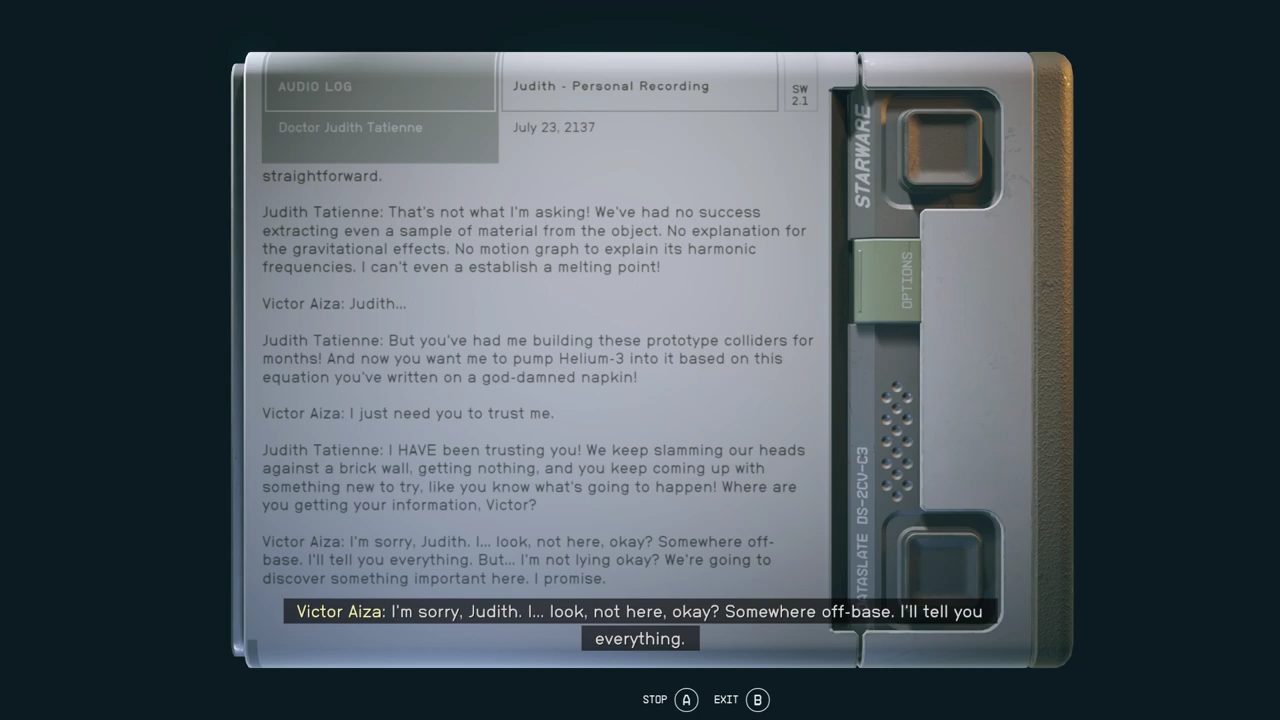 AUDIO LOG
Judith - Personal Recording
SW
2.1
Doctor Judith Tatienne
July 23, 2137
straightforward.
Judith Tatienne: That's not what I'm asking! We've had no success
extracting even a sample of material from the object. No explanation for
the gravitational effects. No motion graph to explain its harmonic
frequencies. I can't even a establish a melting point!
Victor Aiza: Judith...
Judith Tatienne: But you've had me building these prototype colliders for
months! And now you want me to pump Helium-3 into it based on this
equation you've written on a god-damned napkin!
Victor Aiza: I just need you to trust me.
Judith Tatienne: I HAVE been trusting you! We keep slamming our heads
against a brick wall, getting nothing, and you keep coming up with
something new to try, like you know what's going to happen! Where are
you getting your information, Victor?
Victor Aiza: I'm sorry, Judith. I... look, not here, okay? Somewhere off-
base. I'll tell you everything. But... I'm not lying okay? We're going to
discover something important here. I promise.
Victor Aiza: I'm sorry, Judith. I... look, not here, okay? Somewhere off-base. I'll tell you
everything.
STARWARE
OPTIONS
ATASLATE DS-2CV-C3
STOP A EXIT B